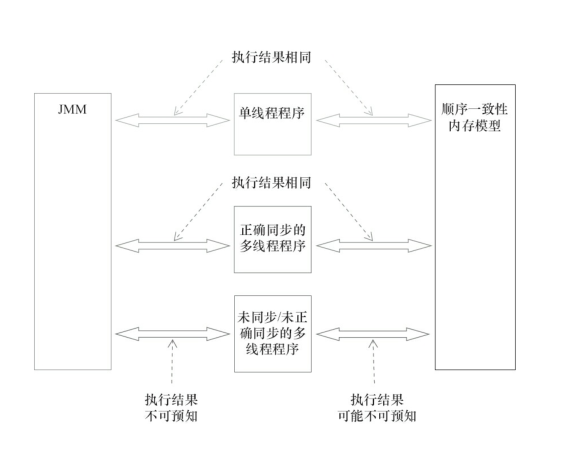 执行结果相同
JMM
单线程程序
顺序一致性
内存模型
执行结果相同
正确同步的
多线程程序
未同步/未正
确同步的多
线程程序
执行结果
不可预知
执行结果
可能不可预知